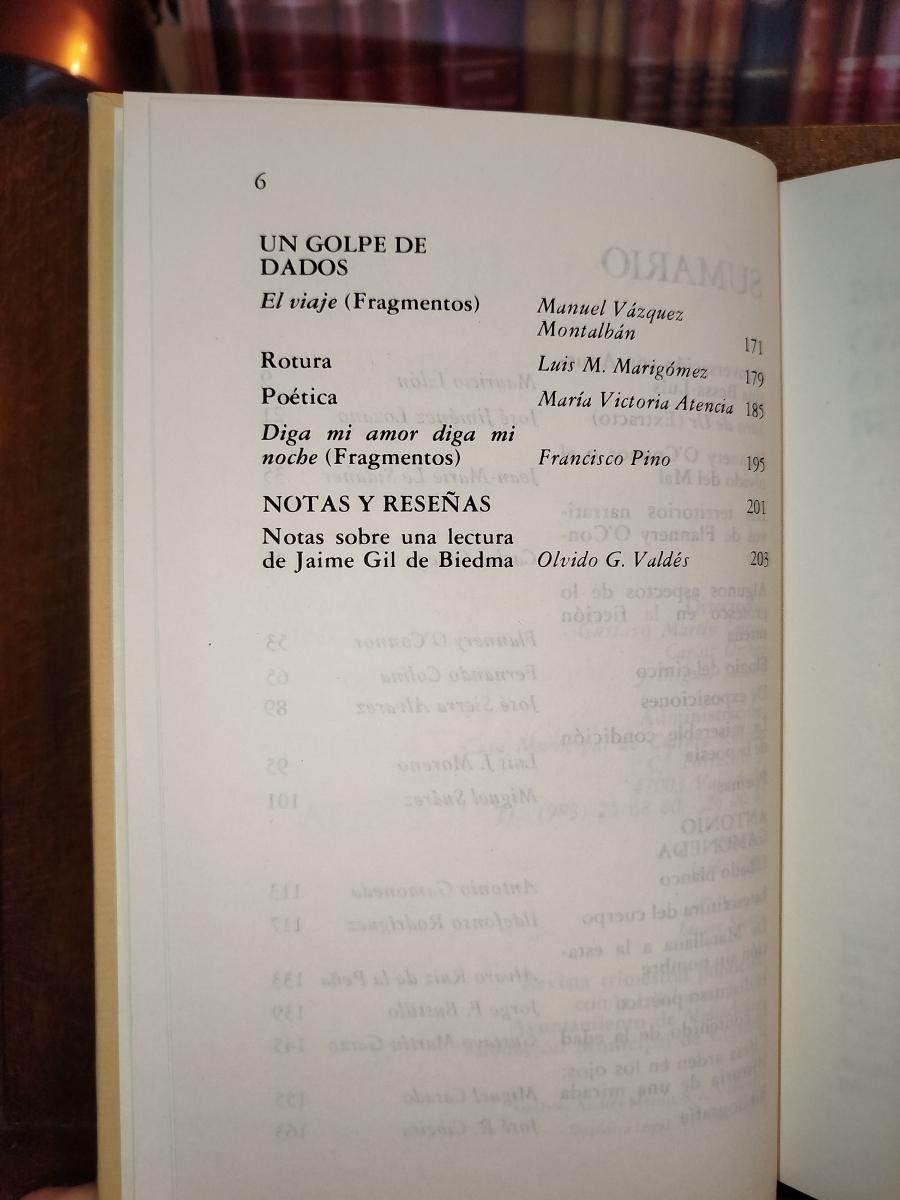 6
UN GOLPE DE
DADOS
El viaje (Fragmentos) Manuel Vázquez
Montalbán 171
Rotura Luis M. Marigómez 179
Poética María Victoria Atencia 185
Diga mi amor diga mi
noche (Fragmentos) Francisco Pino 195
NOTAS Y RESEÑAS 201
Notas sobre una lectura
de Jaime Gil de Biedma Olvido G. Valdés 203